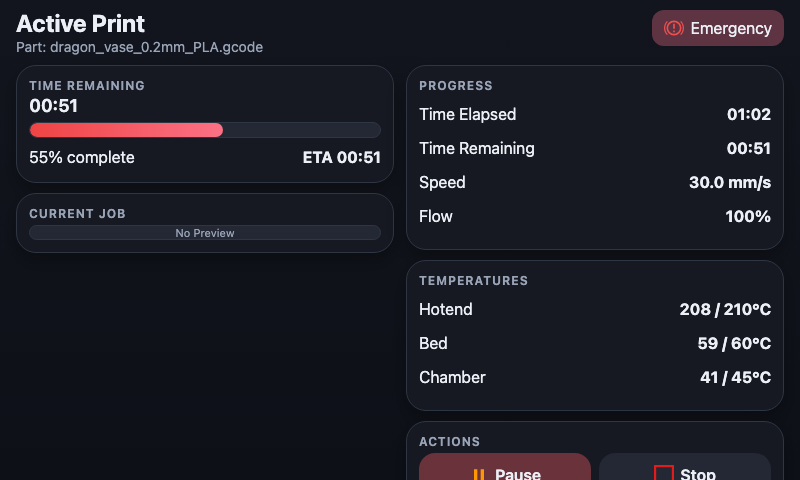 Active Print
Part: dragon_vase_0.2mm_PLA.gcode
Emergency
TIME REMAINING
00:51
55% complete
ETA 00:51
CURRENT JOB
No Preview
PROGRESS
Time Elapsed 01:02
Time Remaining 00:51
Speed 30.0 mm/s
Flow 100%
TEMPERATURES
Hotend 208 / 210°C
Bed 59 / 60°C
Chamber 41 / 45°C
ACTIONS
Pause
Stop